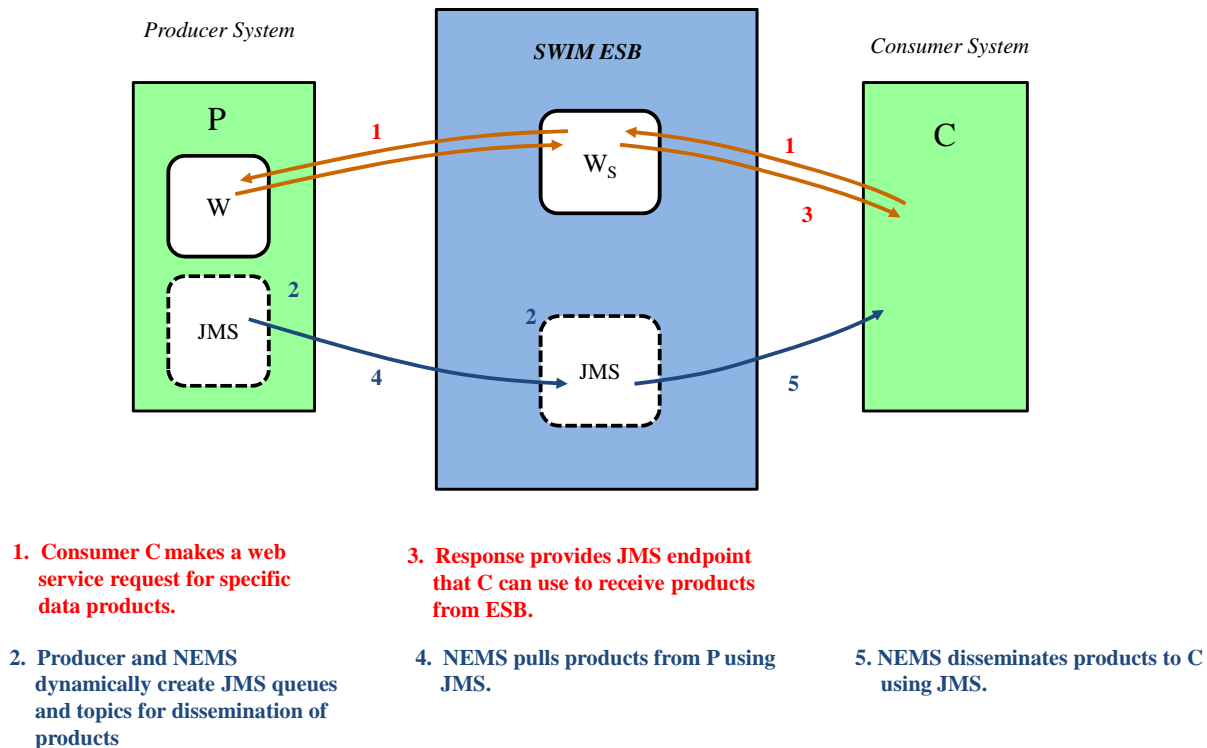 Producer System
SWIM ESB
Consumer System
P
C
1
1
W
W_S
3
2
2
JMS
JMS
4
5
1. Consumer C makes a web
service request for specific
data products.
3. Response provides JMS endpoint
that C can use to receive products
from ESB.
2. Producer and NEMS
dynamically create JMS queues
and topics for dissemination of
products
4. NEMS pulls products from P using
JMS.
5. NEMS disseminates products to C
using JMS.